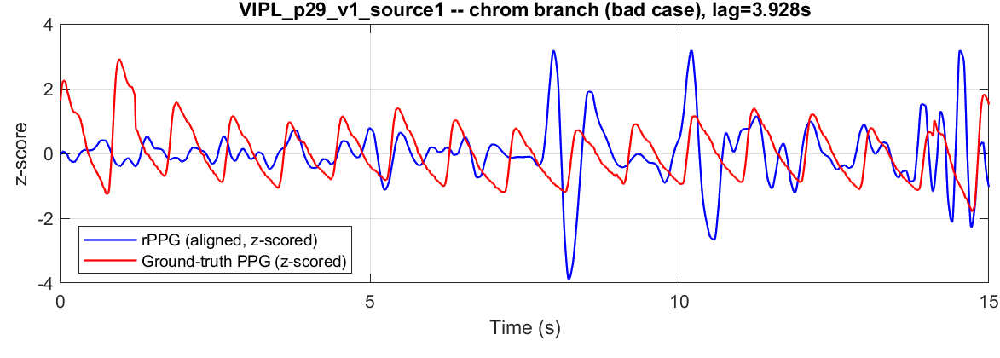 VIPL_p29_v1_source1 -- chrom branch (bad case), lag=3.928s
4
2
0
-2
-4
z-score
rPPG (aligned, z-scored)
Ground-truth PPG (z-scored)
0 5 10 15
Time (s)